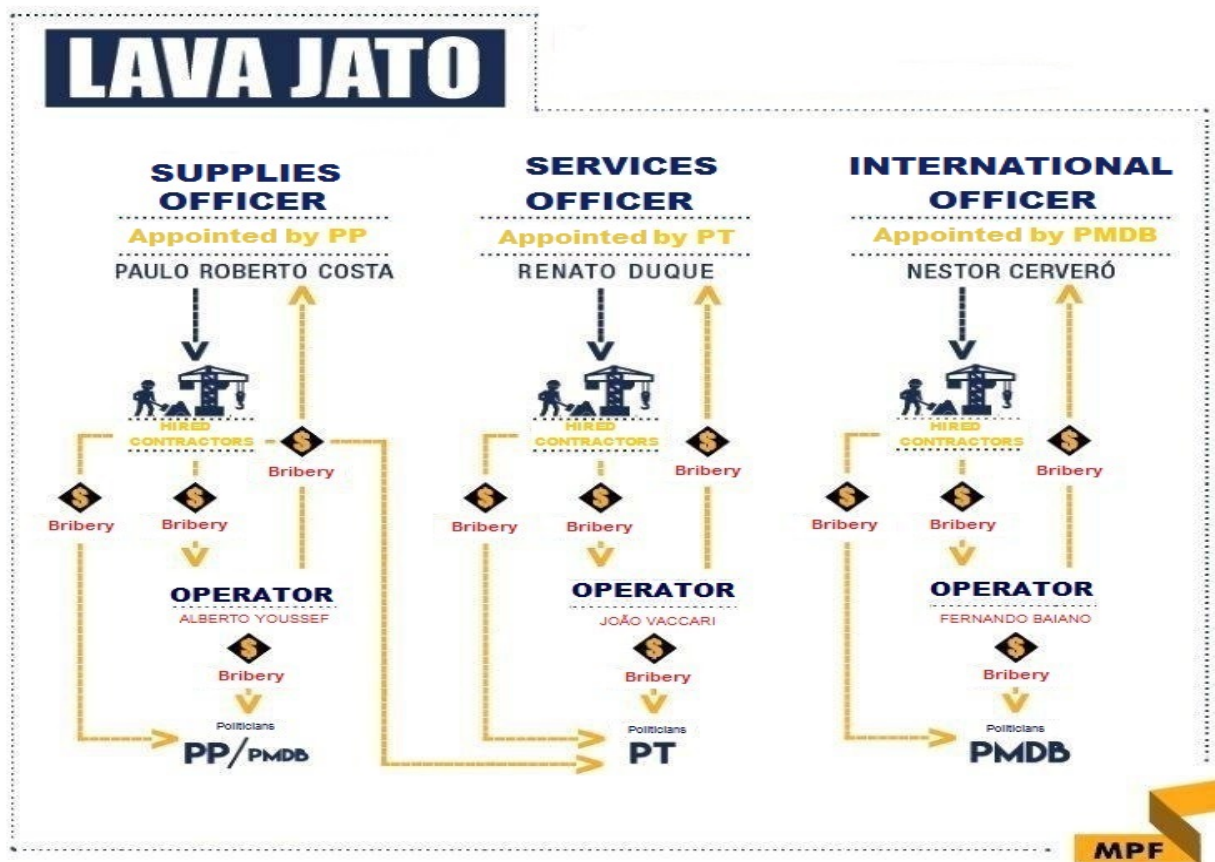 LAVA JATO
SUPPLIES
OFFICER
Appointed by PP
PAULO ROBERTO COSTA
HIRED
CONTRACTORS
$
Bribery
$
Bribery
$
Bribery
OPERATOR
ALBERTO YOUSSEF
$
Bribery
Politicians
PP/PMDB
SERVICES
OFFICER
Appointed by PT
RENATO DUQUE
HIRED
CONTRACTORS
$
Bribery
$
Bribery
$
Bribery
OPERATOR
JOÃO VACCARI
$
Bribery
Politicians
PT
INTERNATIONAL
OFFICER
Appointed by PMDB
NESTOR CERVERÓ
HIRED
CONTRACTORS
$
Bribery
$
Bribery
$
Bribery
OPERATOR
FERNANDO BAIANO
$
Bribery
Politicians
PMDB
MPF